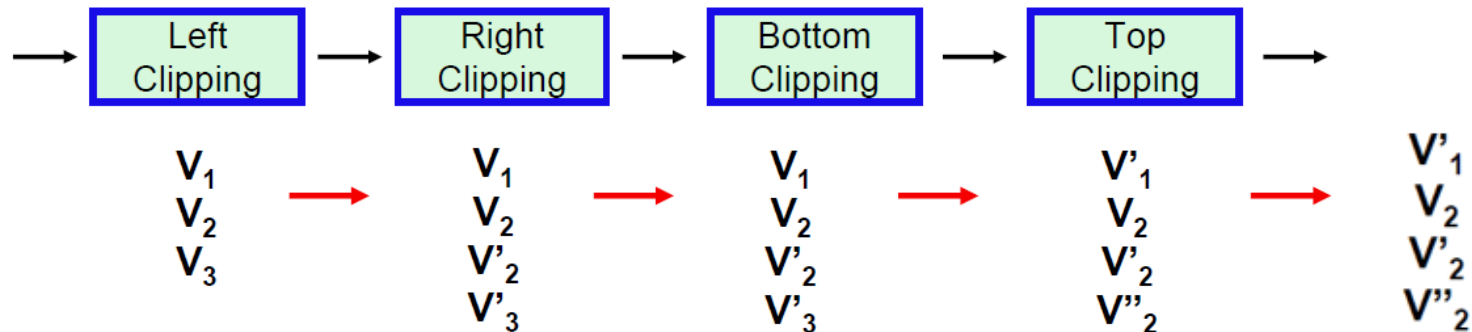 Left Clipping
Right Clipping
Bottom Clipping
Top Clipping
V₁ V₁ V₁ V'₁ V'₁
V₂ V₂ V₂ V₂ V₂
V₃ V'₂ V'₂ V'₂ V'₂
V'₃ V'₃ V"₂ V"₂